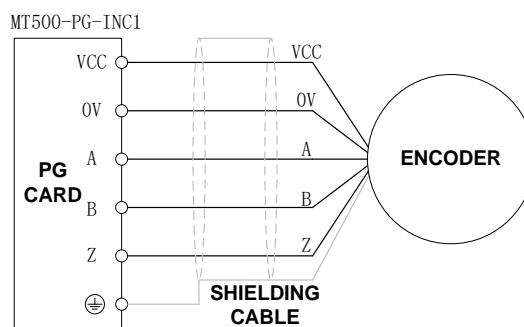 MT500-PG-INC1
VCC VCC
0V 0V
A A
PG
CARD
ENCODER
B B
Z Z
SHIELDING
CABLE